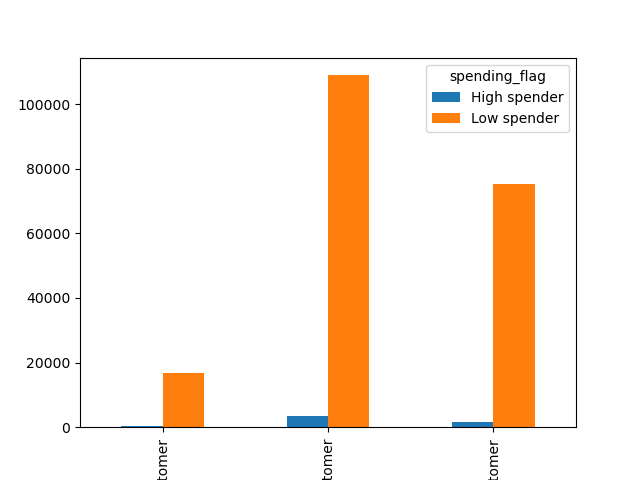 spending_flag
High spender
Low spender
100000
80000
60000
40000
20000
0
tomer
tomer
tomer